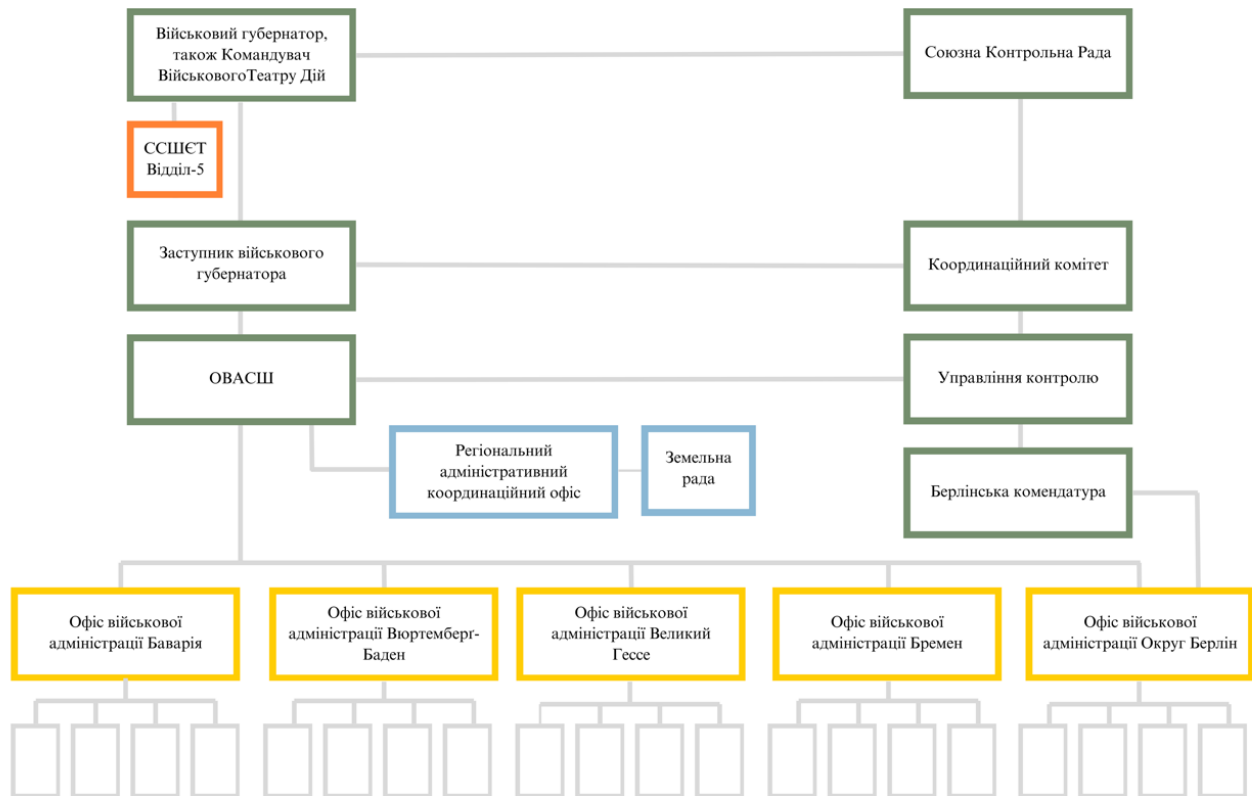 Військовий губернатор,
також Командувач
ВійськовогоТеатру Дій
Союзна Контрольна Рада
ССШЄТ
Відділ-5
Заступник військового
губернатора
Координаційний комітет
ОВАСШ
Управління контролю
Регіональний
адміністративний
координаційний офіс
Земельна
рада
Берлінська комендатура
Офіс військової
адміністрації Баварія
Офіс військової
адміністрації Вюртемберг-
Баден
Офіс військової
адміністрації Великий
Гессе
Офіс військової
адміністрації Бремен
Офіс військової
адміністрації Округ Берлін